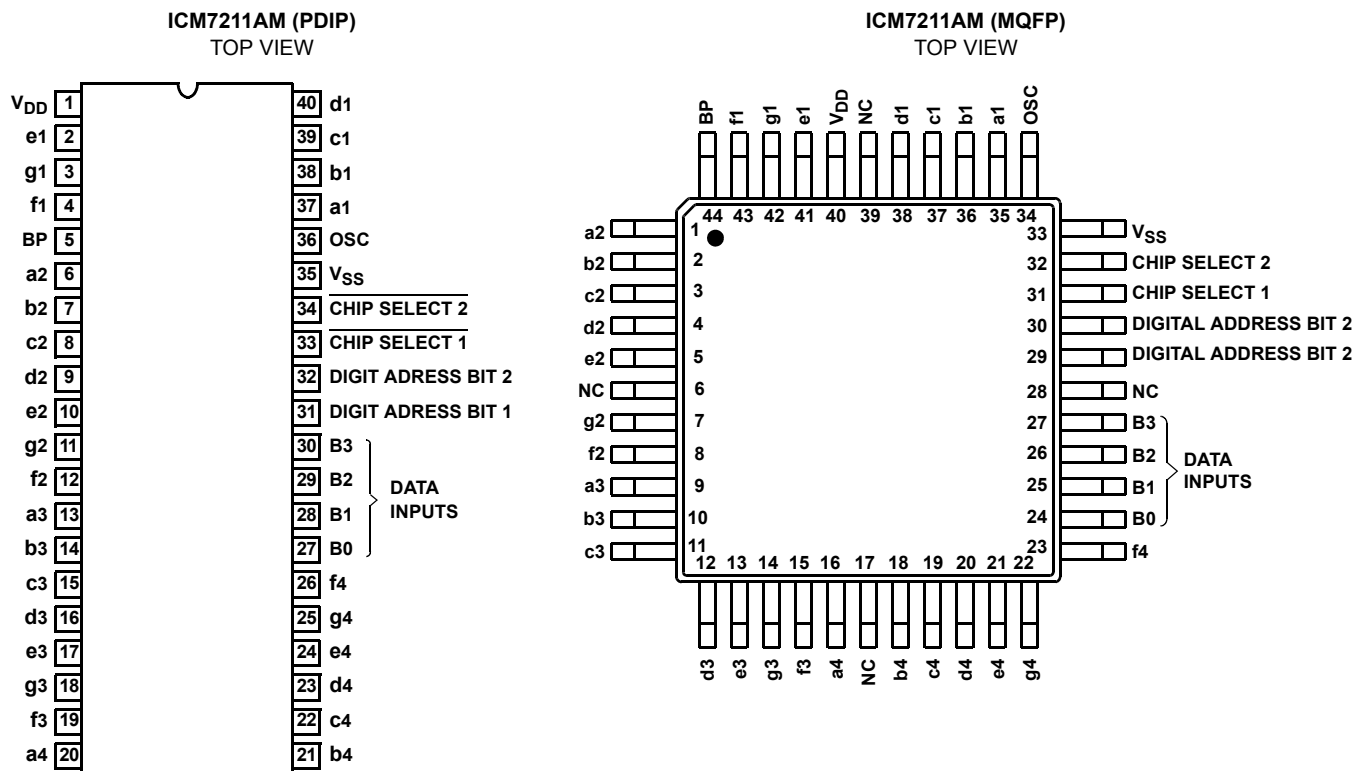 ICM7211AM (PDIP)
TOP VIEW
VDD 1
e1 2
g1 3
f1 4
BP 5
a2 6
b2 7
c2 8
d2 9
e2 10
g2 11
f2 12
a3 13
b3 14
c3 15
d3 16
e3 17
g3 18
f3 19
a4 20
40 d1
39 c1
38 b1
37 a1
36 OSC
35 VSS
34 CHIP SELECT 2
33 CHIP SELECT 1
32 DIGIT ADRESS BIT 2
31 DIGIT ADRESS BIT 1
30 B3
29 B2
28 B1
27 B0
DATA
INPUTS
26 f4
25 g4
24 e4
23 d4
22 c4
21 b4
ICM7211AM (MQFP)
TOP VIEW
BP f1 g1 e1 VDD NC d1 c1 b1 a1 OSC
44 43 42 41 40 39 38 37 36 35 34
a2 1
b2 2
c2 3
d2 4
e2 5
NC 6
g2 7
f2 8
a3 9
b3 10
c3 11
33 VSS
32 CHIP SELECT 2
31 CHIP SELECT 1
30 DIGITAL ADDRESS BIT 2
29 DIGITAL ADDRESS BIT 2
28 NC
27 B3
26 B2
25 B1
24 B0
DATA
INPUTS
23 f4
12 13 14 15 16 17 18 19 20 21 22
d3 e3 g3 f3 a4 NC b4 c4 d4 e4 g4